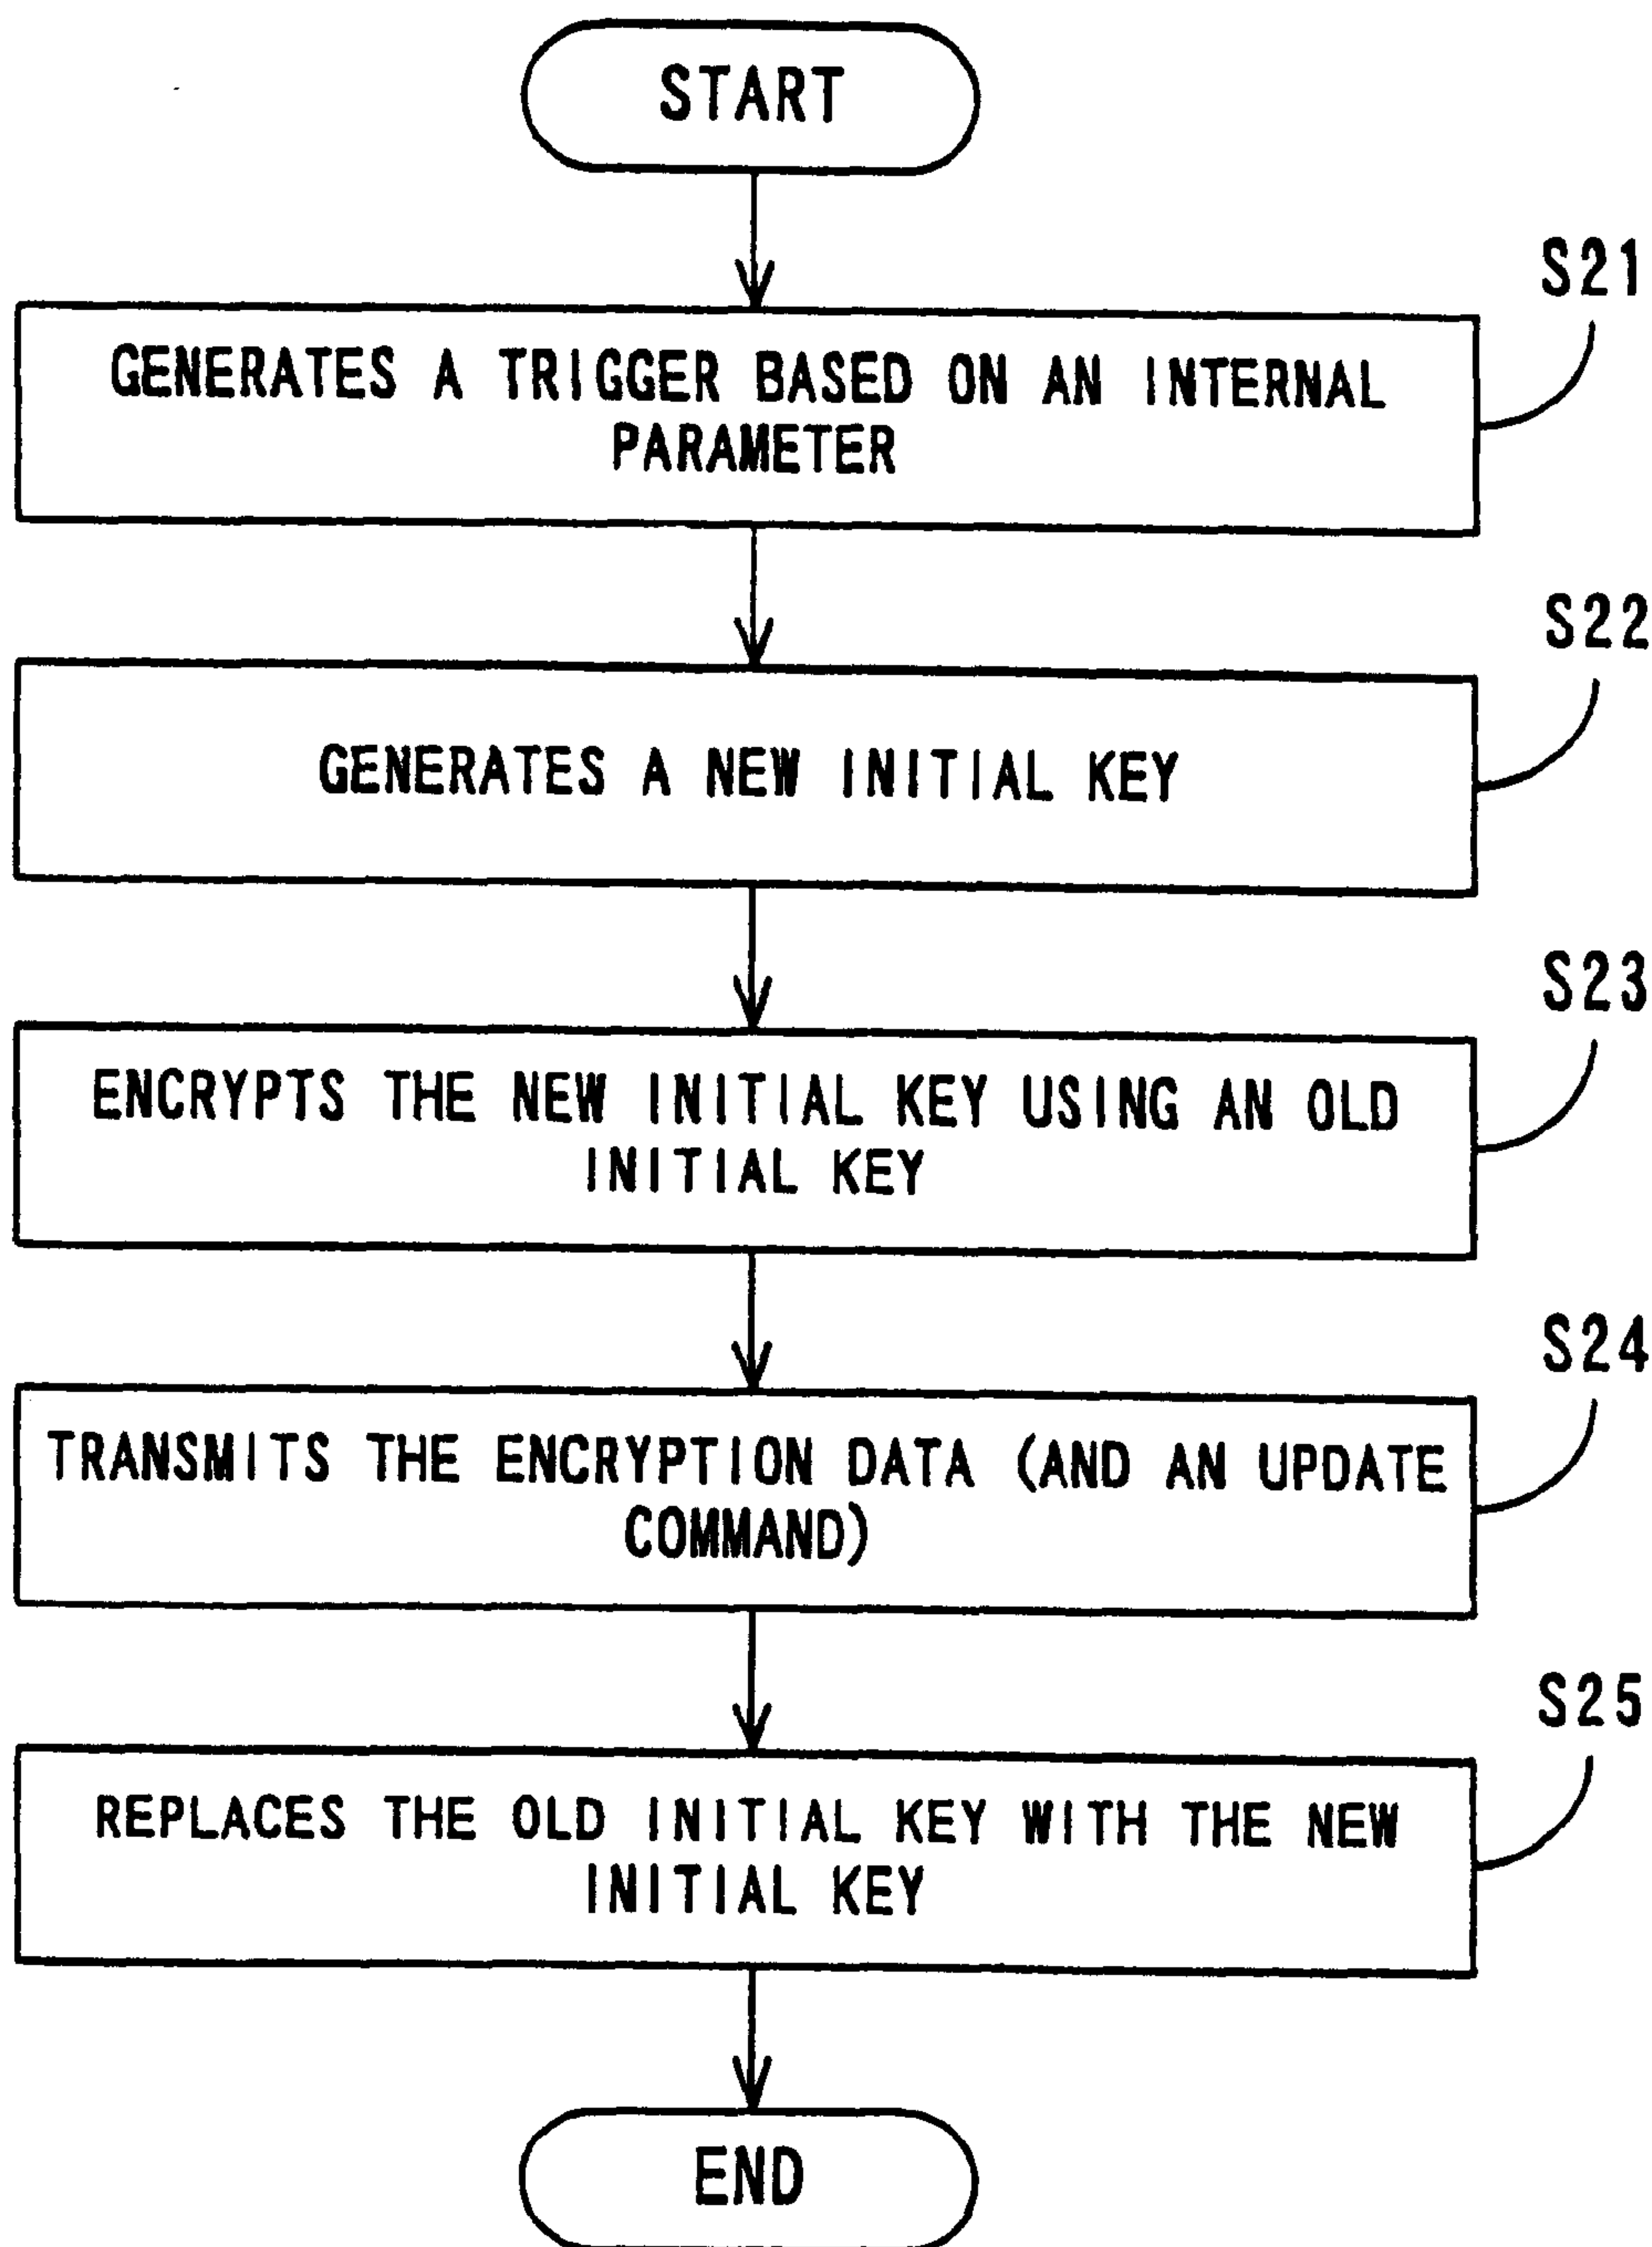 START
S21
GENERATES A TRIGGER BASED ON AN INTERNAL
PARAMETER
S22
GENERATES A NEW INITIAL KEY
S23
ENCRYPTS THE NEW INITIAL KEY USING AN OLD
INITIAL KEY
S24
TRANSMITS THE ENCRYPTION DATA (AND AN UPDATE
COMMAND)
S25
REPLACES THE OLD INITIAL KEY WITH THE NEW
INITIAL KEY
END